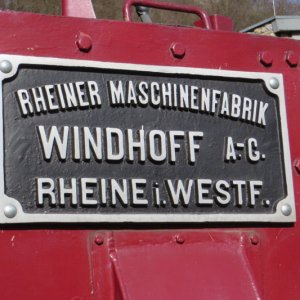 RHEINER MASCHINENFABRIK
WINDHOFF A-G.
RHEINE i. WESTF.